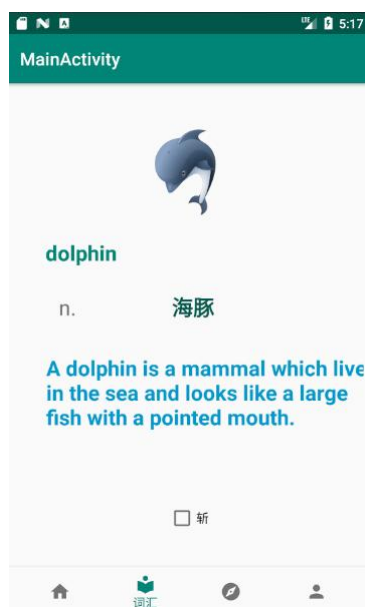 5:17
MainActivity
dolphin
n. 海豚
A dolphin is a mammal which live
in the sea and looks like a large
fish with a pointed mouth.
斩
词汇